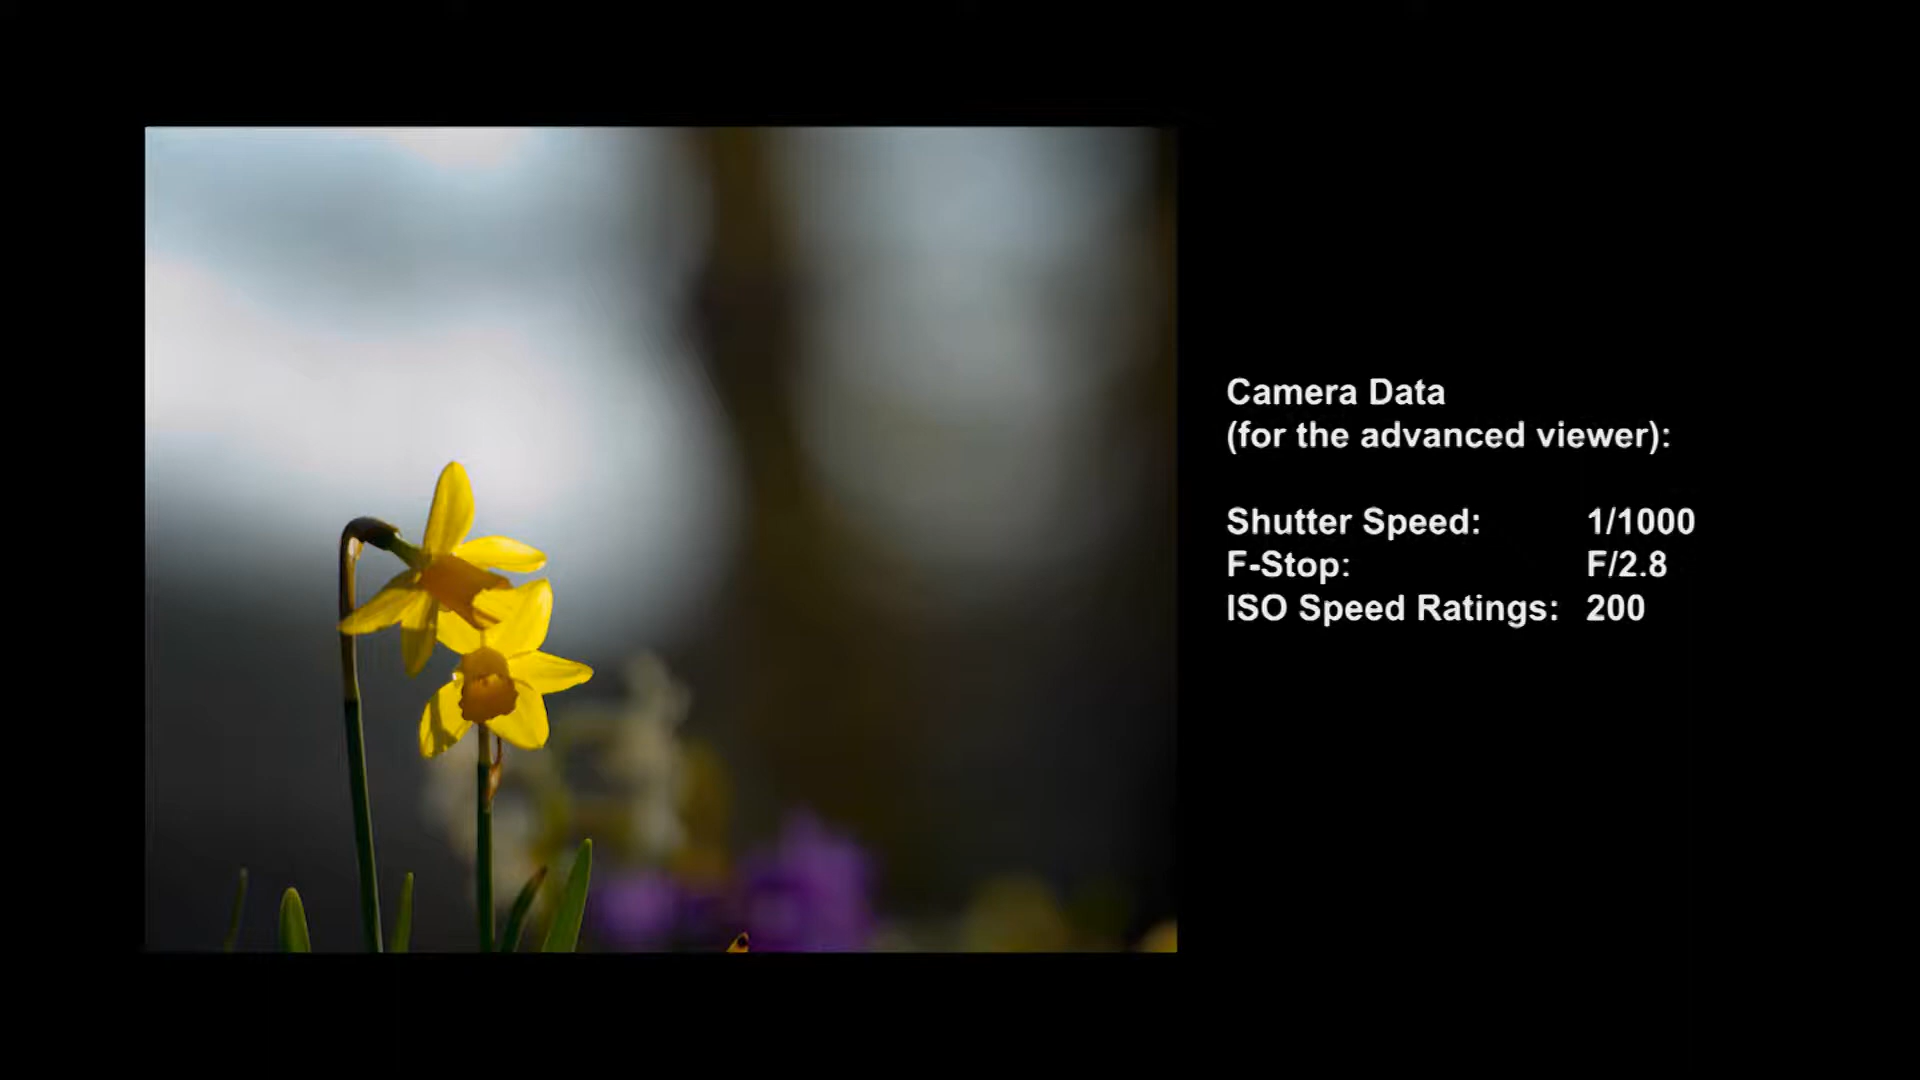 Camera Data
(for the advanced viewer):
Shutter Speed: 1/1000
F-Stop: F/2.8
ISO Speed Ratings: 200